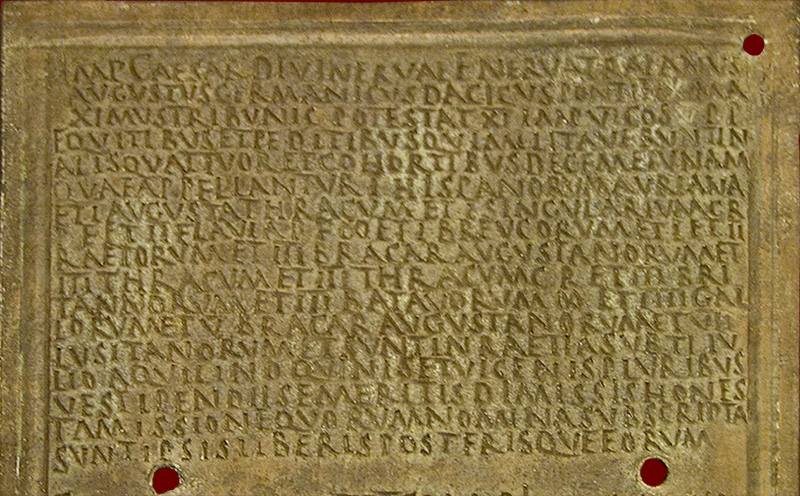 IMP CAESAR DIVI NERVAE F NERVA TRAIANVS
AVGVSTVS GERMANICVS DACICVS PONTIFEX MA
XIMVS TRIBVNIC POTESTAT XI IMP VI COS V P P
EQVITIBVS ET PEDITIBVS QVI MILITAVERVNT IN
ALIS QVATTVOR ET COHORTIBVS DECEM ET VNAM
QVAE APPELLANTVR I HISPANORVM AVRIANA
ET I AVGVSTA THRACVM ET I SINGVLARIVM C R
P F ET II FLAVIA P F ∞ ET I BREVCORVM ET I ET II
RAETORVM ET III BRACARAVGVSTANORVM ET
III THRACVM ET III THRACVM C R ET III BRI
TANNORVM ET III BATAVORVM ∞ ET IIII GAL
LORVM ET V BRACARAVGVSTANORVM ET VII
LVSITANORVM ET SVNT IN RAETIA SVB TI IV
LIO AQVILINO QVINIS ET VICENIS PLVRIBVS
VE STIPENDIIS EMERITIS DIMISSIS HONES
TA MISSIONE QVORVM NOMINA SVBSCRIPTA
SVNT IPSIS LIBERIS POSTERISQVE EORVM